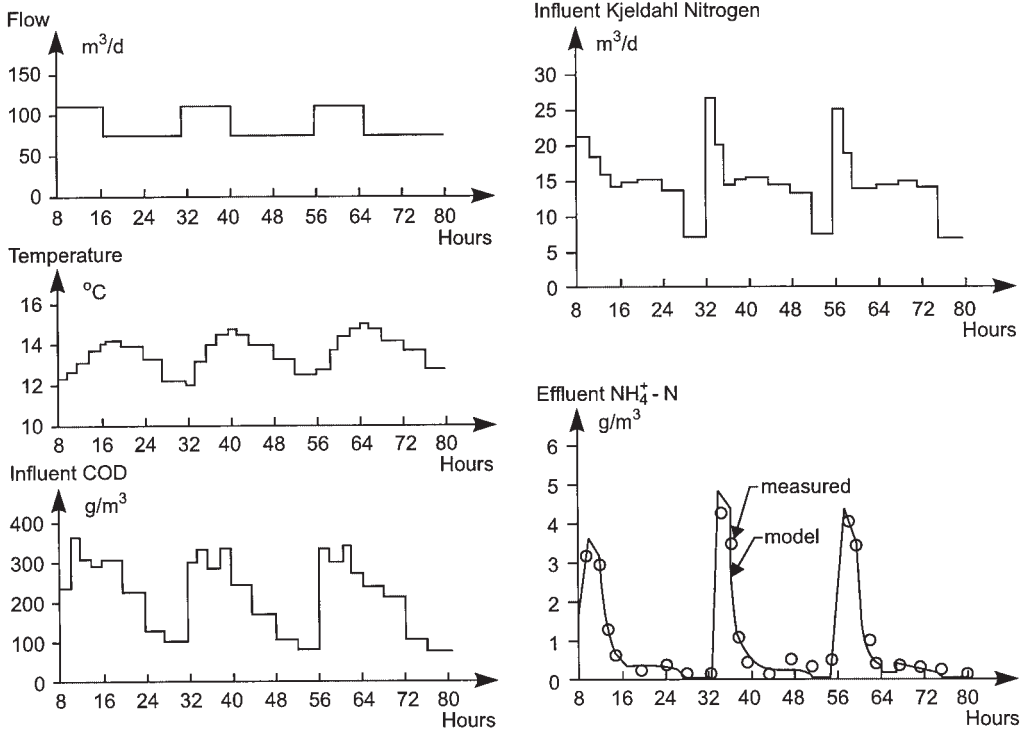 Flow
m³/d
150
100
50
0
8 16 24 32 40 48 56 64 72 80
Hours
Temperature
°C
16
14
12
10
8 16 24 32 40 48 56 64 72 80
Hours
Influent COD
g/m³
400
300
200
100
0
8 16 24 32 40 48 56 64 72 80
Hours
Influent Kjeldahl Nitrogen
m³/d
30
25
20
15
10
5
0
8 16 24 32 40 48 56 64 72 80
Hours
Effluent NH₄⁺ - N
g/m³
6
5
4
3
2
1
0
measured
model
8 16 24 32 40 48 56 64 72 80
Hours